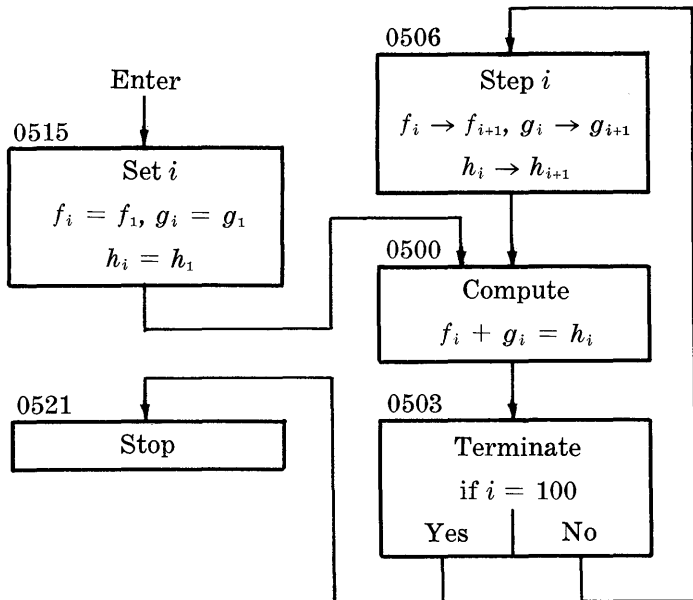 Enter
0515
Set i
f_i = f_1, g_i = g_1
h_i = h_1
0506
Step i
f_i → f_{i+1}, g_i → g_{i+1}
h_i → h_{i+1}
0500
Compute
f_i + g_i = h_i
0521
Stop
0503
Terminate
if i = 100
Yes No